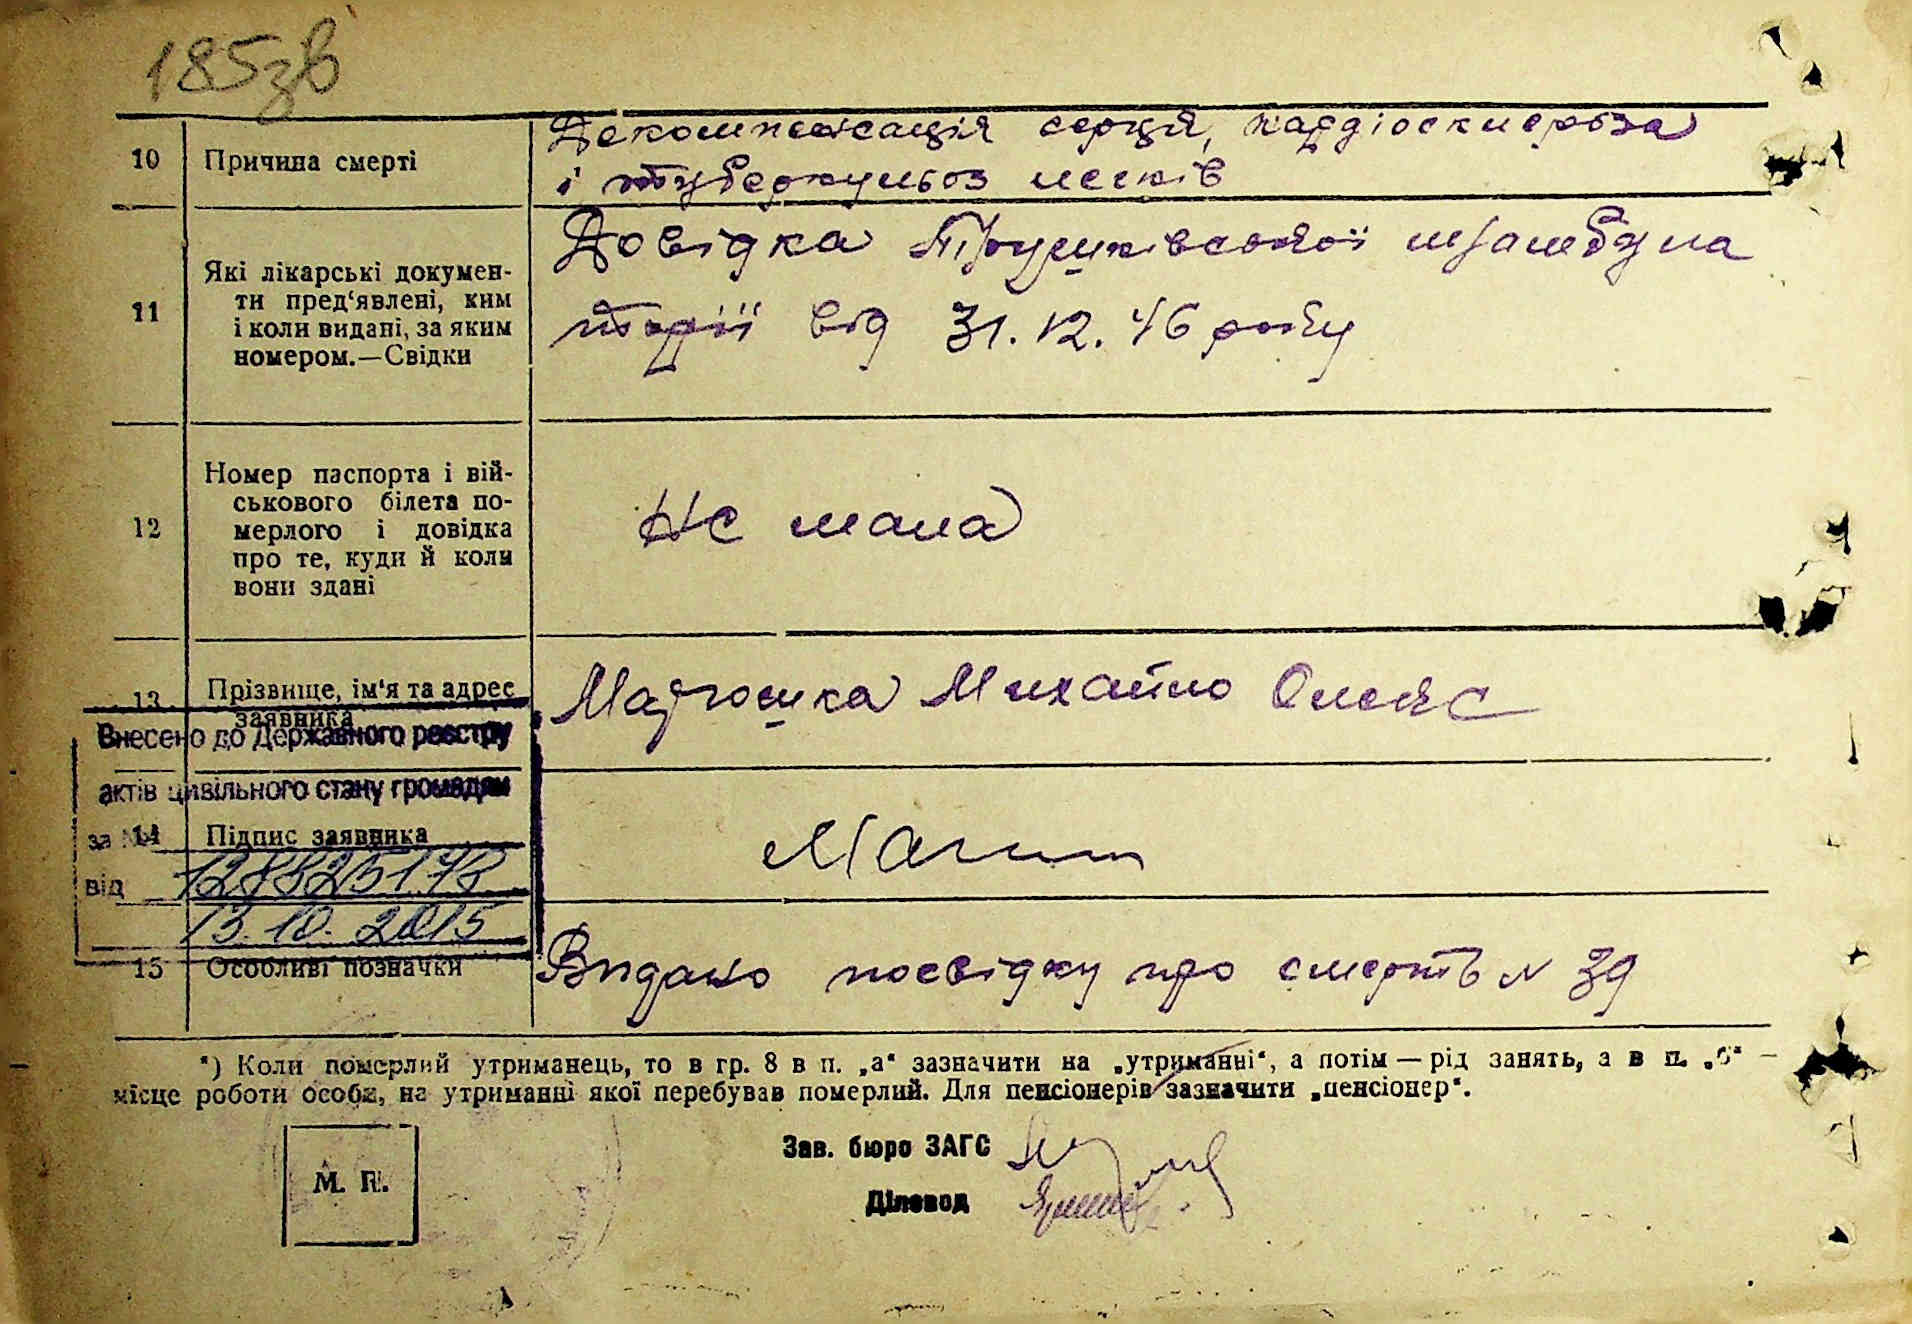 185зв
10 Причина смерті
Декомпенсація серця, кардіосклероза
і туберкульоз легків
11 Які лікарські докумен-
ти пред'явлені, ким
і коли видані, за яким
номером.—Свідки
Довідка амбула
торії від 31.12.46 року
12 Номер паспорта і вій-
ськового білета по-
мерлого і довідка
про те, куди й коли
вони здані
Не мала
13 Прізвище, ім'я та адрес
заявника
Михайло Олекс
Внесено до Державного реєстру
актів цивільного стану громадян
за №
14 Підпис заявника
від
13.10.2015
15 Особливі позначки
Видано посвідку про смерть № 39
*) Коли померлий утриманець, то в гр. 8 в п. „а" зазначити на „утриманні", а потім — рід занять, а в п. „б" —
місце роботи особи, на утриманні якої перебував померлий. Для пенсіонерів зазначити „пенсіонер".
М. П.
Зав. бюро ЗАГС
Діловод